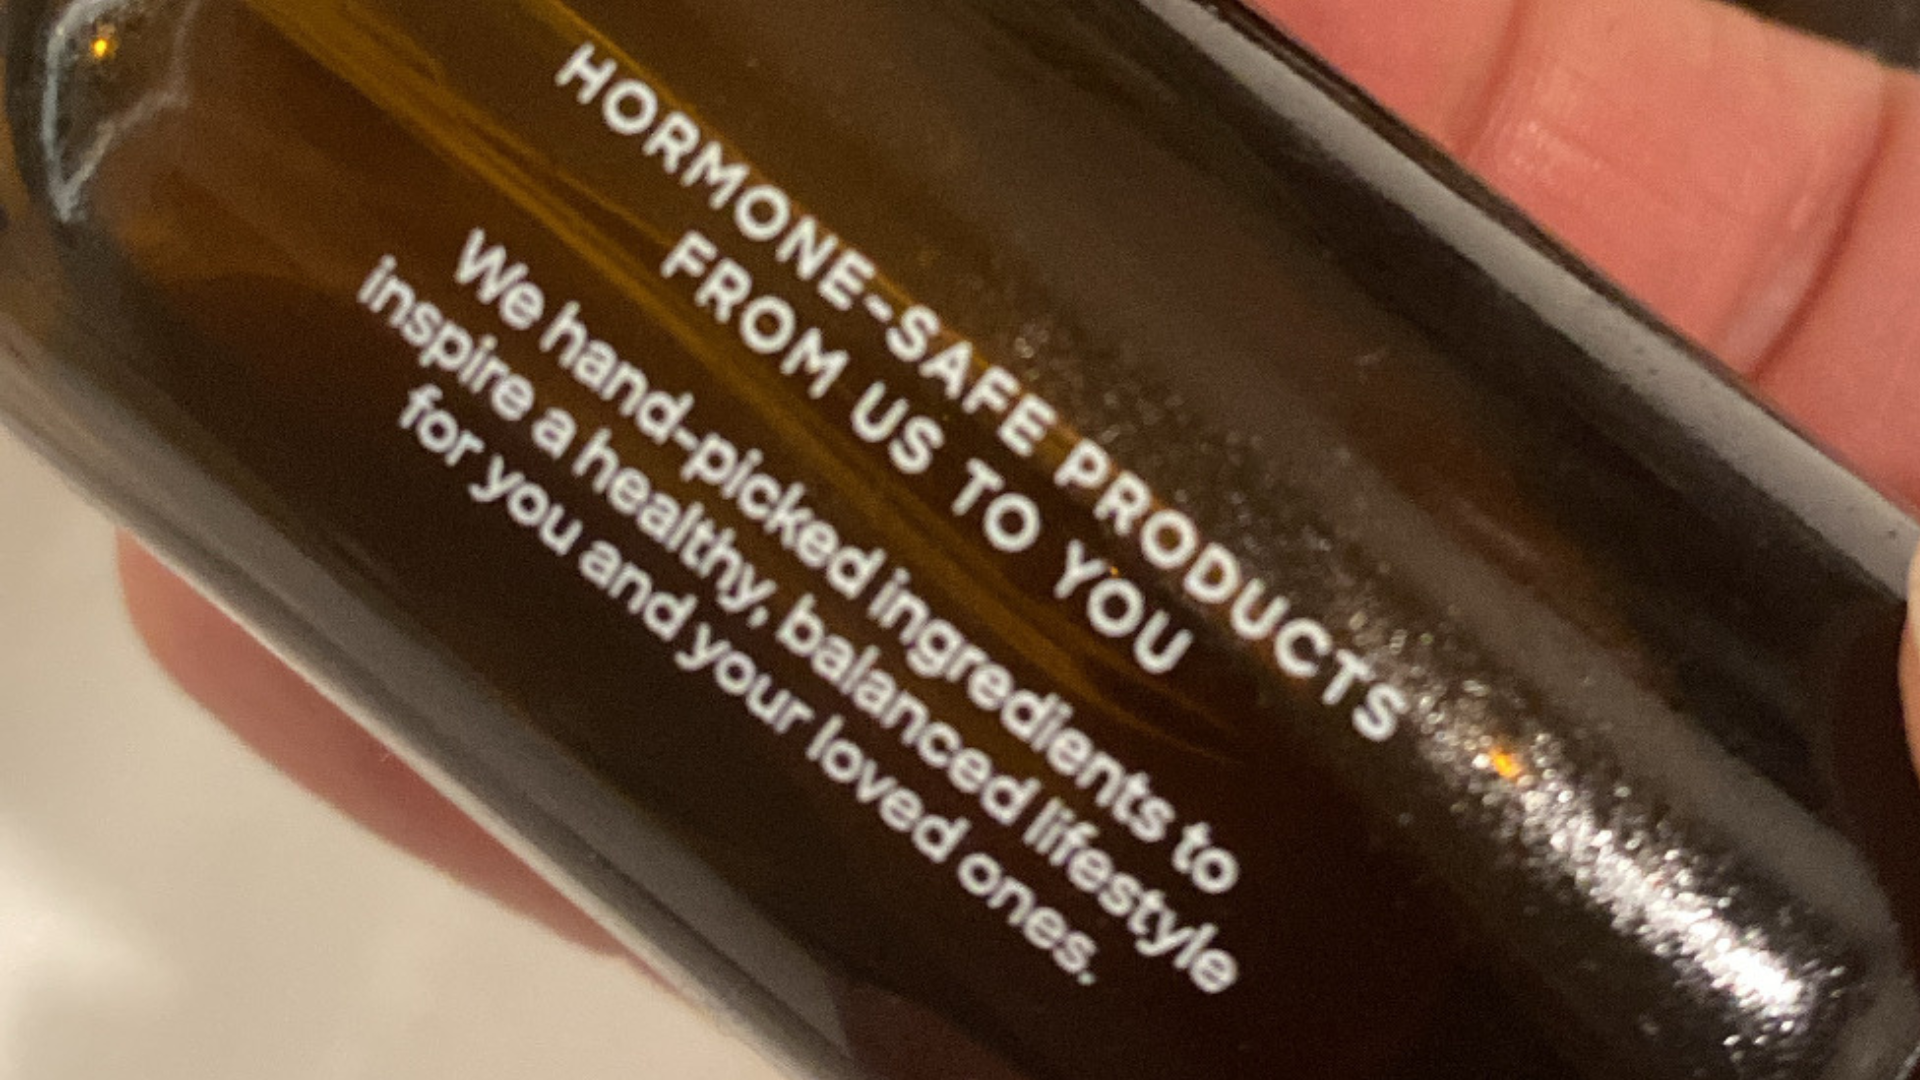 HORMONE-SAFE PRODUCTS
FROM US TO YOU
We hand-picked ingredients to
inspire a healthy, balanced lifestyle
for you and your loved ones.